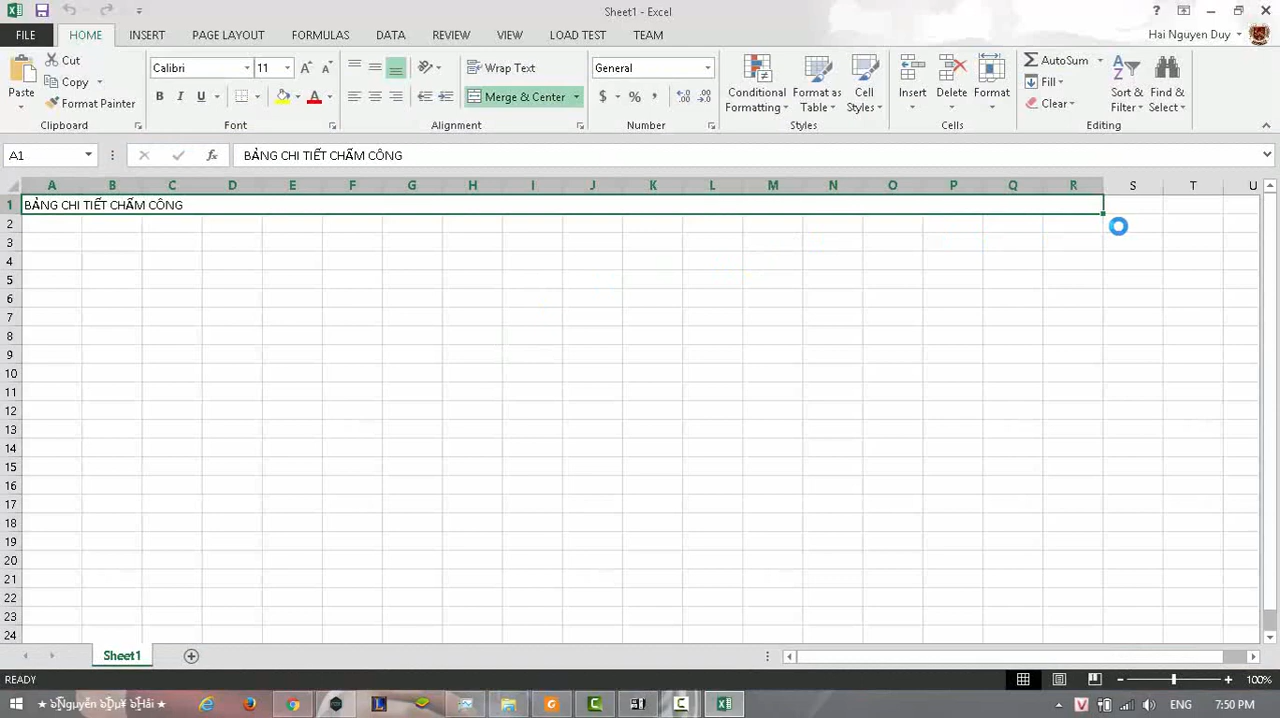 Sheet1 - Excel
FILE HOME INSERT PAGE LAYOUT FORMULAS DATA REVIEW VIEW LOAD TEST TEAM Hai Nguyen Duy
Paste Cut Copy Format Painter
Calibri 11 B I U
Wrap Text Merge & Center
General $ % ,
Conditional Formatting Format as Table Cell Styles
Insert Delete Format
AutoSum Fill Clear Sort & Filter Find & Select
Clipboard Font Alignment Number Styles Cells Editing
A1 fx BẢNG CHI TIẾT CHẤM CÔNG
A B C D E F G H I J K L M N O P Q R S T U
1 BẢNG CHI TIẾT CHẤM CÔNG
2
3
4
5
6
7
8
9
10
11
12
13
14
15
16
17
18
19
20
21
22
23
24
Sheet1
READY 100%
ENG 7:50 PM